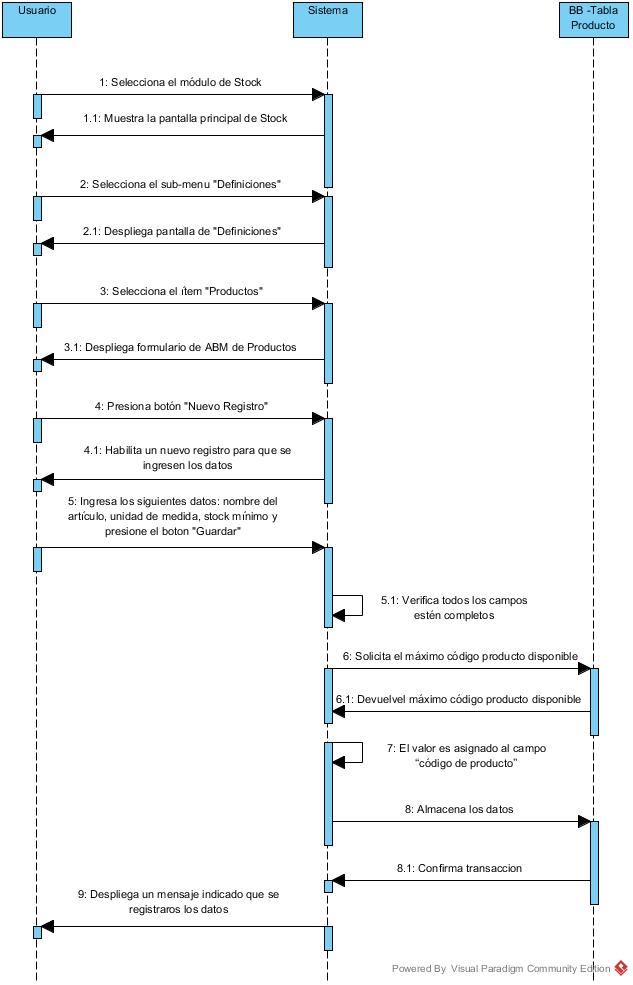 Usuario
Sistema
BB -Tabla
Producto
1: Selecciona el módulo de Stock
1.1: Muestra la pantalla principal de Stock
2: Selecciona el sub-menu "Definiciones"
2.1: Despliega pantalla de "Definiciones"
3: Selecciona el ítem "Productos"
3.1: Despliega formulario de ABM de Productos
4: Presiona botón "Nuevo Registro"
4.1: Habilita un nuevo registro para que se
ingresen los datos
5: Ingresa los siguientes datos: nombre del
artículo, unidad de medida, stock mínimo y
presione el boton "Guardar"
5.1: Verifica todos los campos
estén completos
6: Solicita el máximo código producto disponible
6.1: Devuelvel máximo código producto disponible
7: El valor es asignado al campo
“código de producto”
8: Almacena los datos
8.1: Confirma transaccion
9: Despliega un mensaje indicado que se
registraros los datos
Powered By Visual Paradigm Community Edition